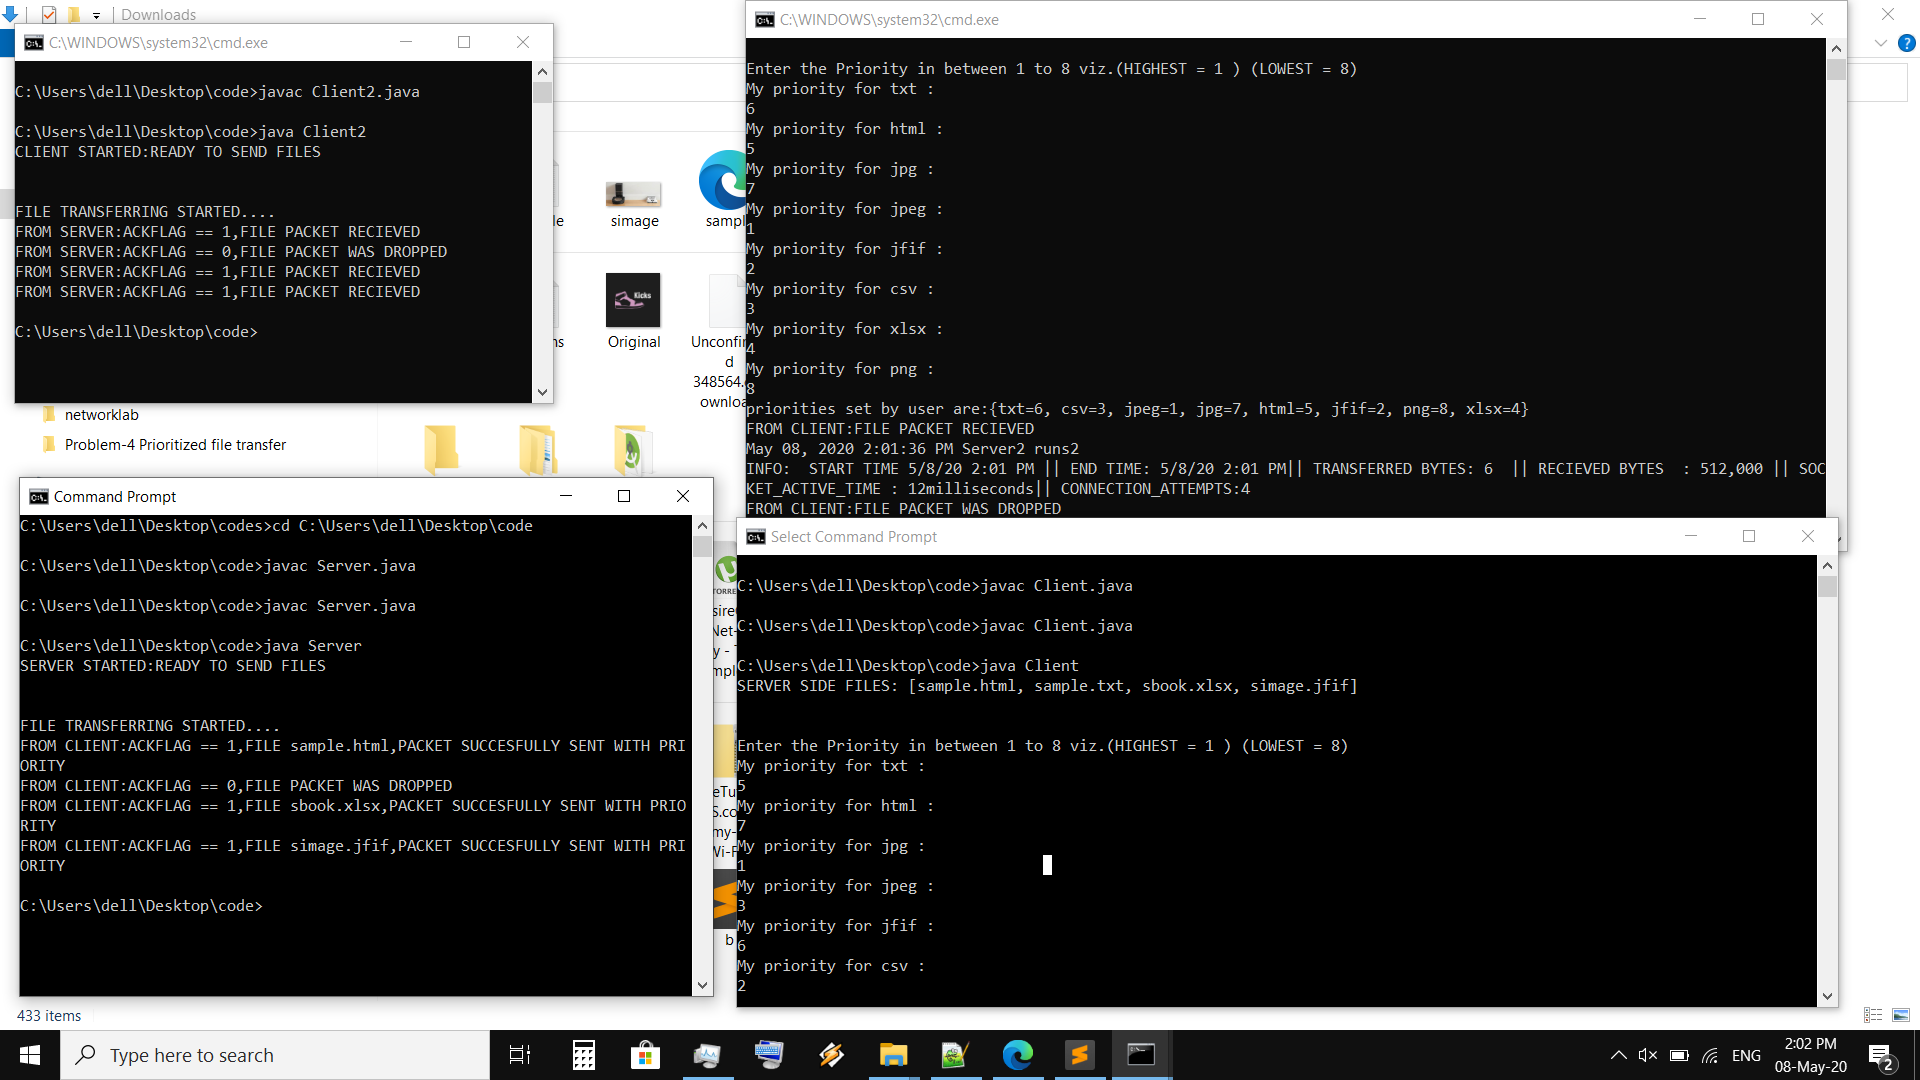 Downloads
C:\WINDOWS\system32\cmd.exe
C:\Users\dell\Desktop\code>javac Client2.java
C:\Users\dell\Desktop\code>java Client2
CLIENT STARTED:READY TO SEND FILES
FILE TRANSFERRING STARTED....
FROM SERVER:ACKFLAG == 1,FILE PACKET RECIEVED
FROM SERVER:ACKFLAG == 0,FILE PACKET WAS DROPPED
FROM SERVER:ACKFLAG == 1,FILE PACKET RECIEVED
FROM SERVER:ACKFLAG == 1,FILE PACKET RECIEVED
C:\Users\dell\Desktop\code>
C:\WINDOWS\system32\cmd.exe
Enter the Priority in between 1 to 8 viz.(HIGHEST = 1 ) (LOWEST = 8)
My priority for txt :
6
My priority for html :
5
My priority for jpg :
7
My priority for jpeg :
1
My priority for jfif :
2
My priority for csv :
3
My priority for xlsx :
4
My priority for png :
8
priorities set by user are:{txt=6, csv=3, jpeg=1, jpg=7, html=5, jfif=2, png=8, xlsx=4}
FROM CLIENT:FILE PACKET RECIEVED
May 08, 2020 2:01:36 PM Server2 runs2
INFO:  START TIME 5/8/20 2:01 PM || END TIME: 5/8/20 2:01 PM|| TRANSFERRED BYTES: 6  || RECIEVED BYTES  : 512,000 || SOC
KET_ACTIVE_TIME : 12milliseconds|| CONNECTION_ATTEMPTS:4
FROM CLIENT:FILE PACKET WAS DROPPED
le
simage
sampl
ns
Original
Kicks
Unconfir
d
348564.
ownloa
networklab
Problem-4 Prioritized file transfer
Command Prompt
C:\Users\dell\Desktop\codes>cd C:\Users\dell\Desktop\code
C:\Users\dell\Desktop\code>javac Server.java
C:\Users\dell\Desktop\code>javac Server.java
C:\Users\dell\Desktop\code>java Server
SERVER STARTED:READY TO SEND FILES
FILE TRANSFERRING STARTED....
FROM CLIENT:ACKFLAG == 1,FILE sample.html,PACKET SUCCESFULLY SENT WITH PRI
ORITY
FROM CLIENT:ACKFLAG == 0,FILE PACKET WAS DROPPED
FROM CLIENT:ACKFLAG == 1,FILE sbook.xlsx,PACKET SUCCESFULLY SENT WITH PRIO
RITY
FROM CLIENT:ACKFLAG == 1,FILE simage.jfif,PACKET SUCCESFULLY SENT WITH PRI
ORITY
C:\Users\dell\Desktop\code>
Select Command Prompt
C:\Users\dell\Desktop\code>javac Client.java
C:\Users\dell\Desktop\code>javac Client.java
C:\Users\dell\Desktop\code>java Client
SERVER SIDE FILES: [sample.html, sample.txt, sbook.xlsx, simage.jfif]
Enter the Priority in between 1 to 8 viz.(HIGHEST = 1 ) (LOWEST = 8)
My priority for txt :
5
My priority for html :
7
My priority for jpg :
1
My priority for jpeg :
3
My priority for jfif :
6
My priority for csv :
2
433 items
Type here to search
ENG
2:02 PM
08-May-20
2